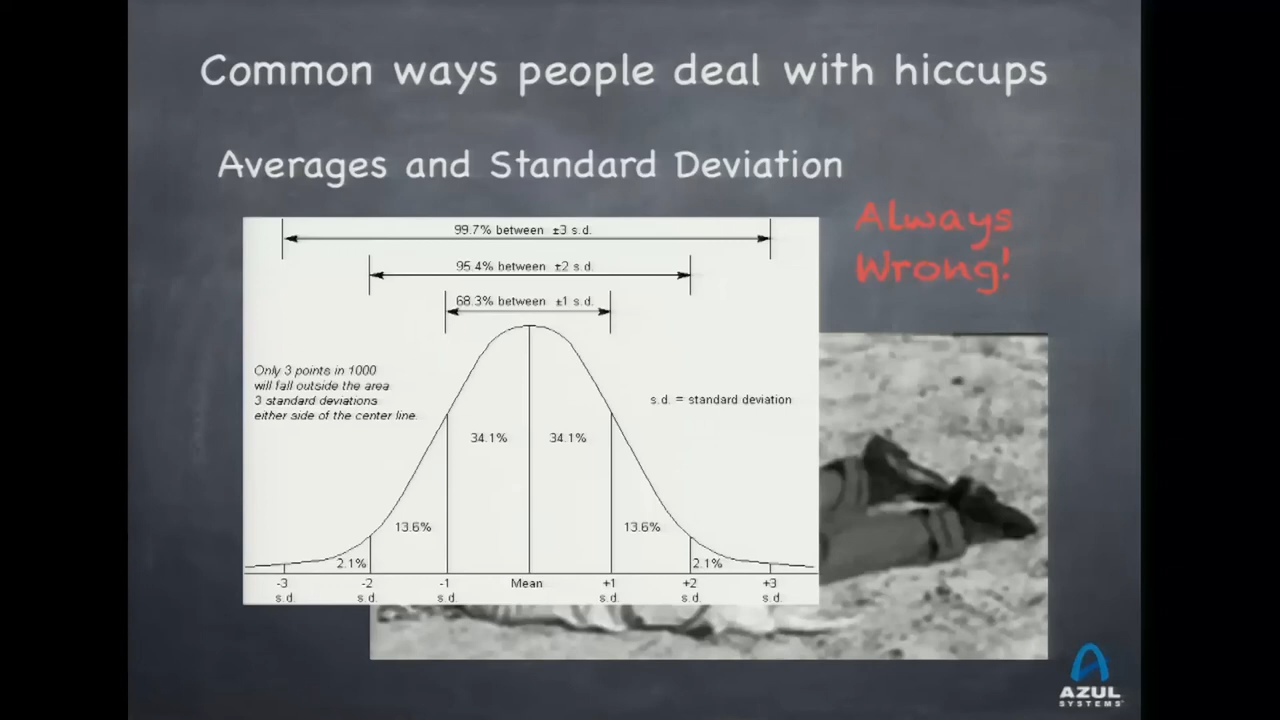 Common ways people deal with hiccups
Averages and Standard Deviation
Always
Wrong!
99.7% between ±3 s.d.
95.4% between ±2 s.d.
68.3% between ±1 s.d.
Only 3 points in 1000
will fall outside the area
3 standard deviations
either side of the center line.
s.d. = standard deviation
34.1% 34.1%
13.6% 13.6%
2.1% 2.1%
-3 -2 -1 Mean +1 +2 +3
s.d. s.d. s.d. s.d. s.d. s.d.
AZUL
SYSTEMS